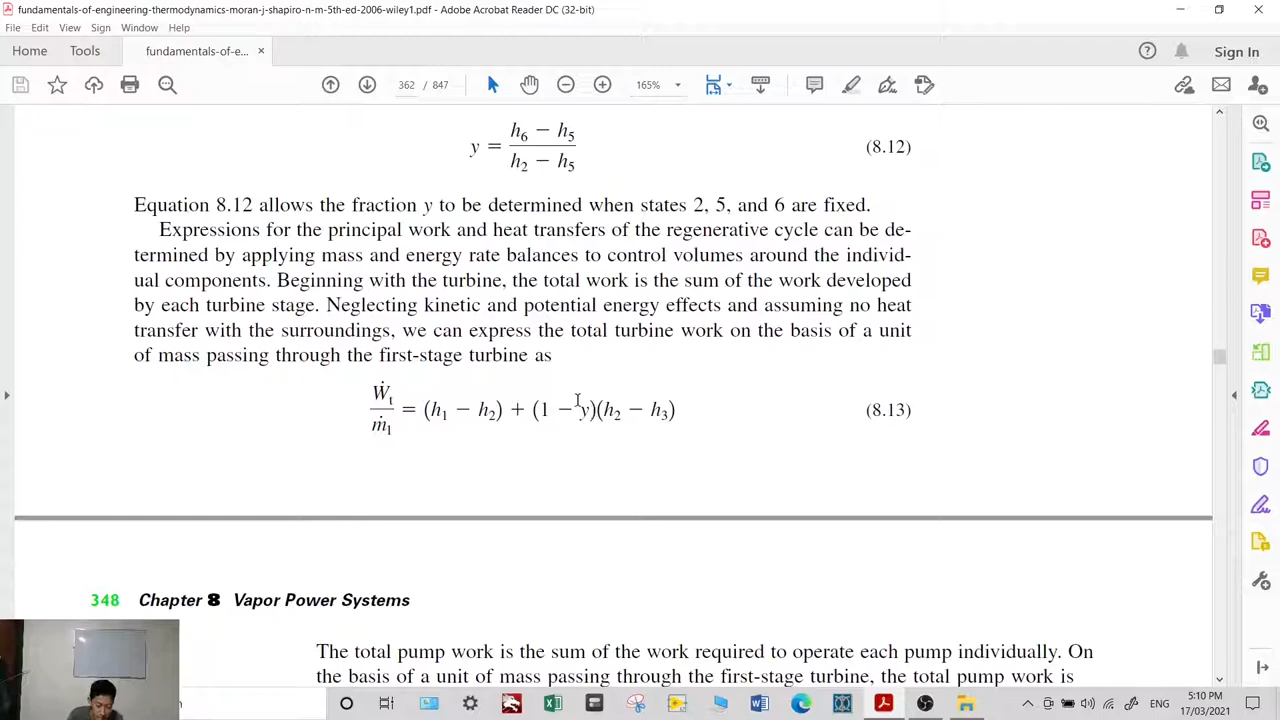 fundamentals-of-engineering-thermodynamics-moran-j-shapiro-n-m-5th-ed-2006-wiley1.pdf - Adobe Acrobat Reader DC (32-bit)
File Edit View Sign Window Help
Home Tools fundamentals-of-e... × Sign In
362 / 847 165%
y = (h6 − h5) / (h2 − h5) (8.12)
Equation 8.12 allows the fraction y to be determined when states 2, 5, and 6 are fixed.
Expressions for the principal work and heat transfers of the regenerative cycle can be de-
termined by applying mass and energy rate balances to control volumes around the individ-
ual components. Beginning with the turbine, the total work is the sum of the work developed
by each turbine stage. Neglecting kinetic and potential energy effects and assuming no heat
transfer with the surroundings, we can express the total turbine work on the basis of a unit
of mass passing through the first-stage turbine as
Ẇt / ṁ1 = (h1 − h2) + (1 − y)(h2 − h3) (8.13)
348 Chapter 8 Vapor Power Systems
The total pump work is the sum of the work required to operate each pump individually. On
the basis of a unit of mass passing through the first-stage turbine, the total pump work is
ENG 5:10 PM
17/03/2021